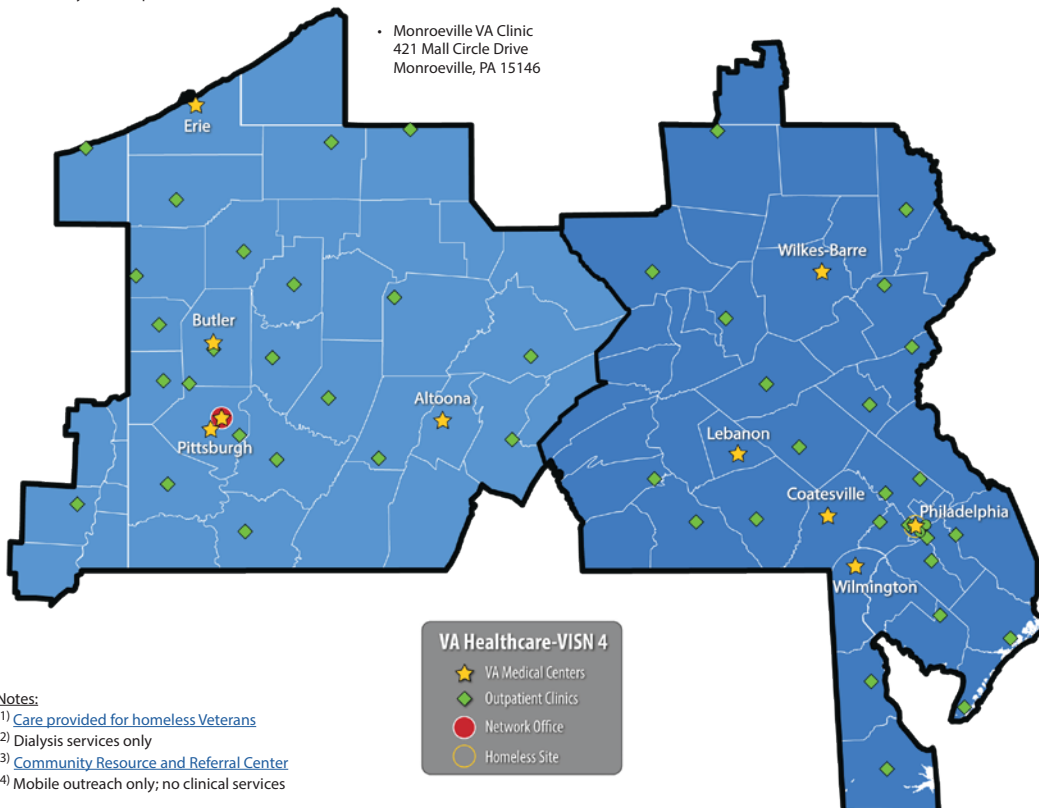 • Monroeville VA Clinic
421 Mall Circle Drive
Monroeville, PA 15146
Erie
Wilkes-Barre
Butler
Altoona
Pittsburgh
Lebanon
Coatesville
Philadelphia
Wilmington
VA Healthcare-VISN 4
VA Medical Centers
Outpatient Clinics
Network Office
Homeless Site
Notes:
1) Care provided for homeless Veterans
2) Dialysis services only
3) Community Resource and Referral Center
4) Mobile outreach only; no clinical services